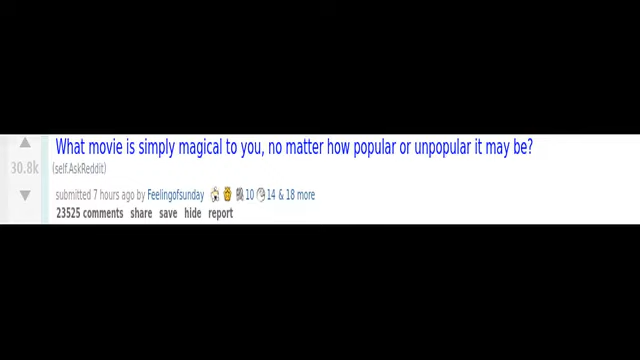 What movie is simply magical to you, no matter how popular or unpopular it may be?
30.8k (self.AskReddit)
submitted 7 hours ago by Feelingofsunday 10 14 & 18 more
23525 comments share save hide report